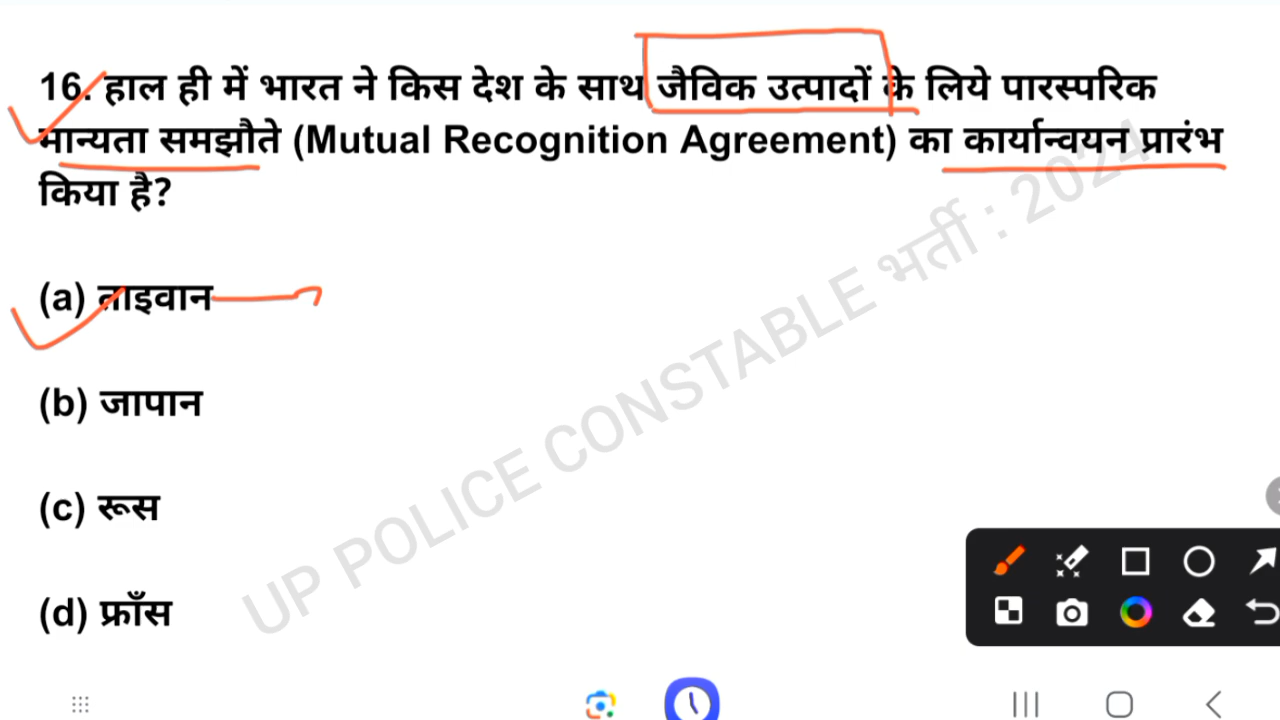 16. हाल ही में भारत ने किस देश के साथ जैविक उत्पादों के लिये पारस्परिक
मान्यता समझौते (Mutual Recognition Agreement) का कार्यान्वयन प्रारंभ
किया है?
(a) ताइवान
(b) जापान
(c) रूस
(d) फ्राँस
UP POLICE CONSTABLE भर्ती : 2024